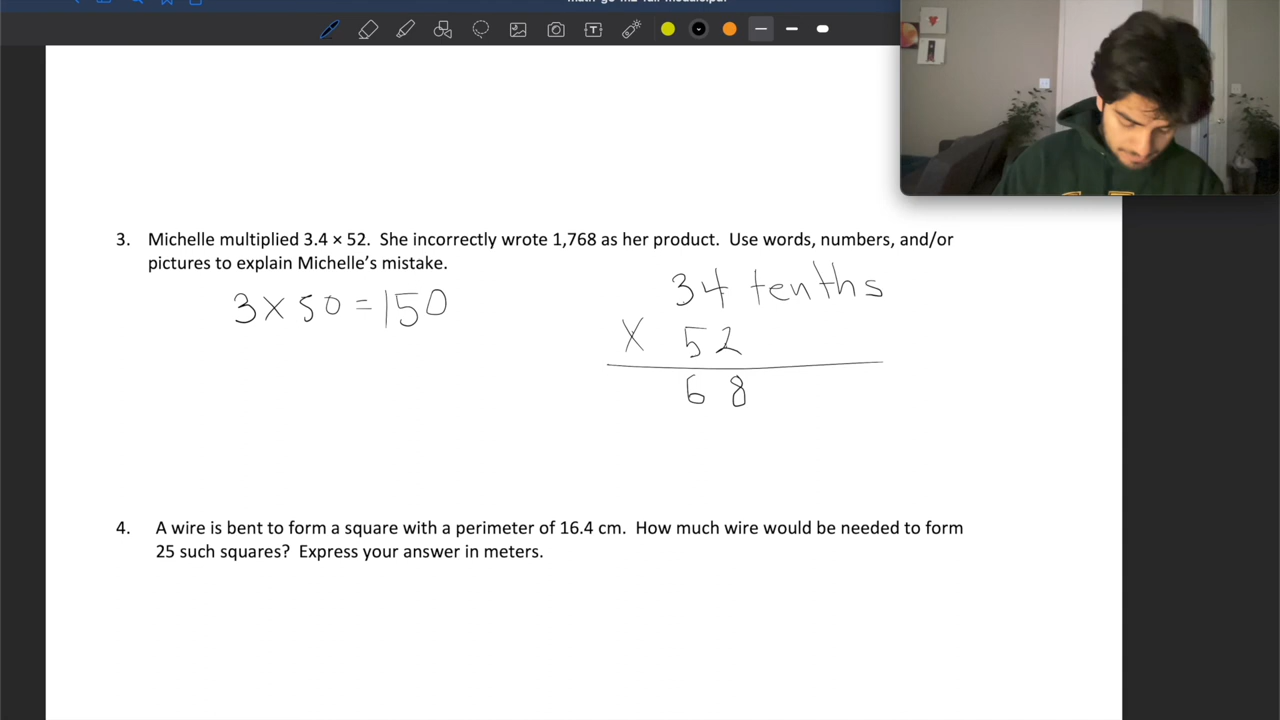 3. Michelle multiplied 3.4 × 52. She incorrectly wrote 1,768 as her product. Use words, numbers, and/or
pictures to explain Michelle's mistake.
3 × 50 = 150
34 tenths
× 52
68
4. A wire is bent to form a square with a perimeter of 16.4 cm. How much wire would be needed to form
25 such squares? Express your answer in meters.